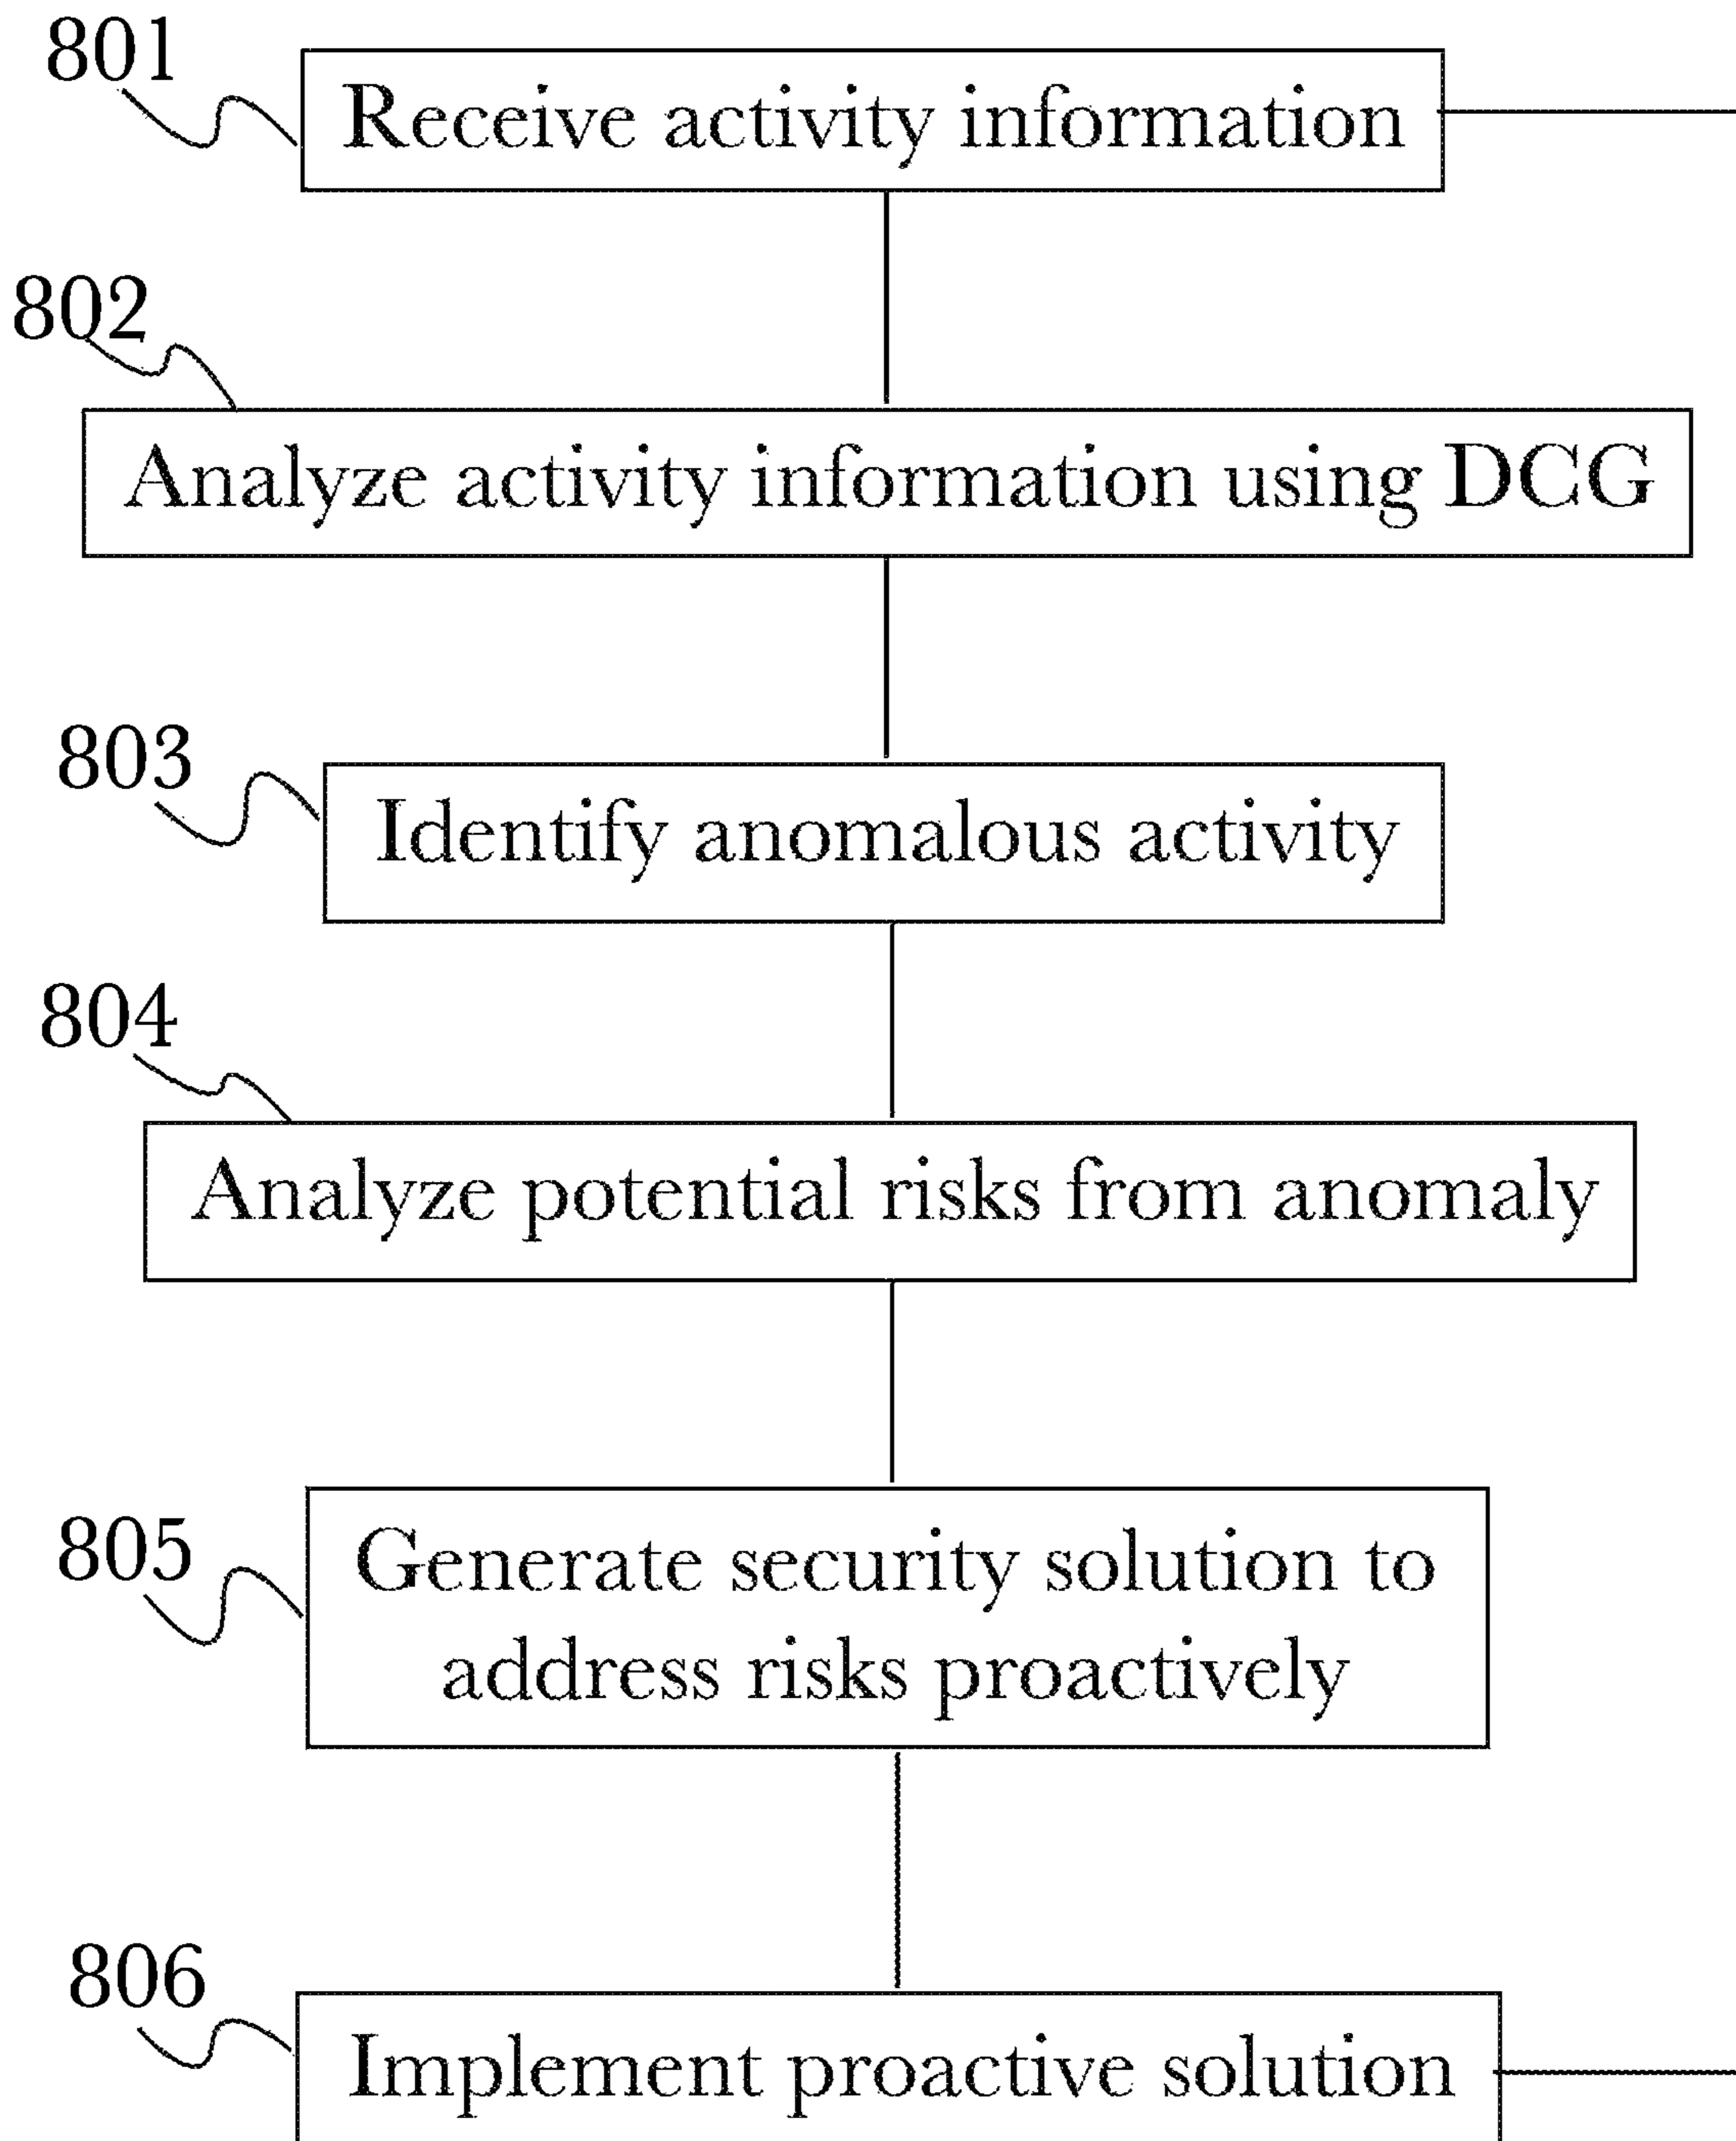 801
Receive activity information
802
Analyze activity information using DCG
803
Identify anomalous activity
804
Analyze potential risks from anomaly
805
Generate security solution to
address risks proactively
806
Implement proactive solution